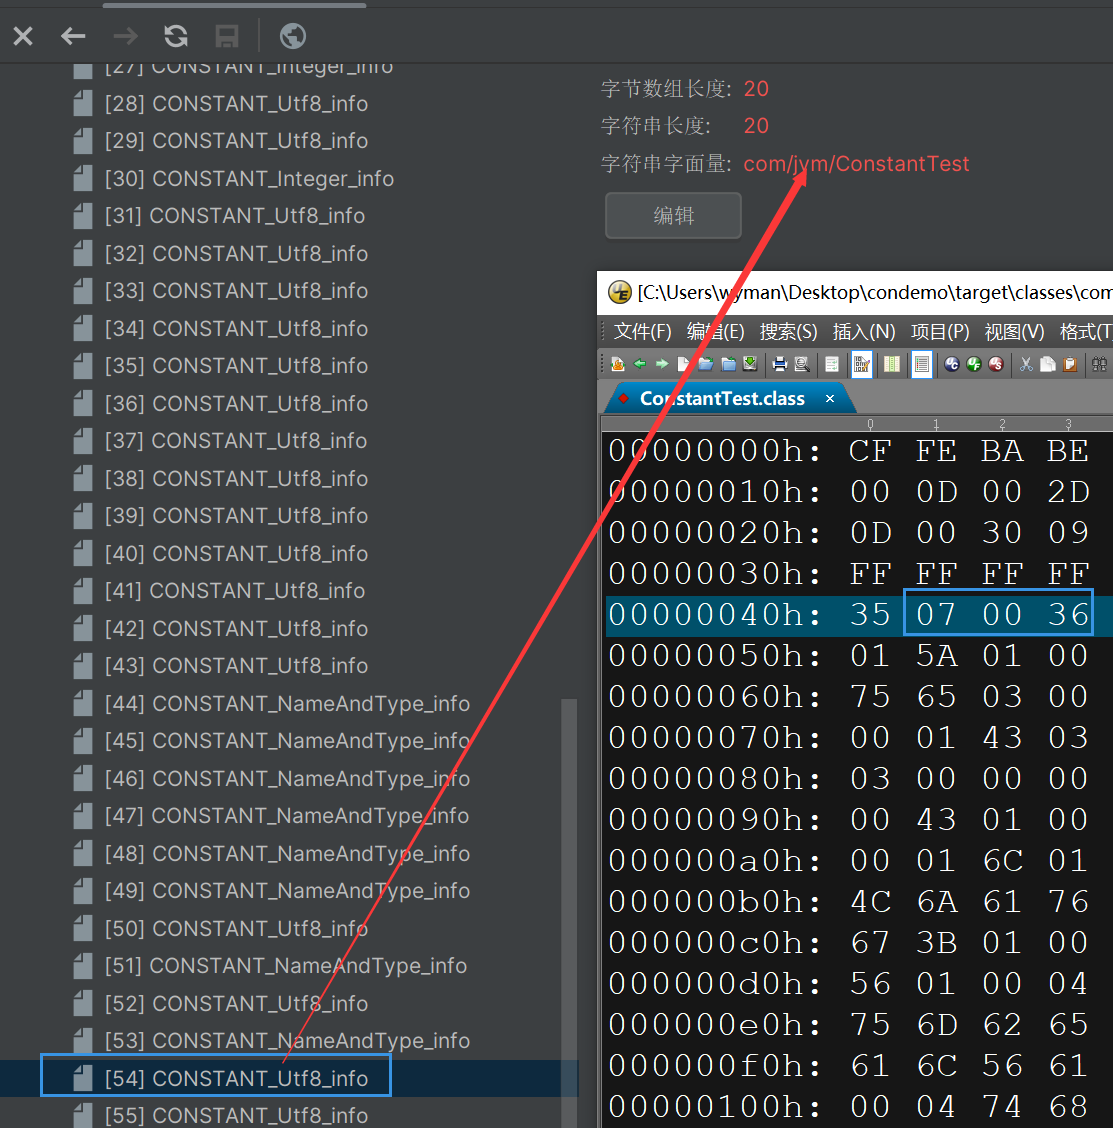 [27] CONSTANT_Integer_info
[28] CONSTANT_Utf8_info
[29] CONSTANT_Utf8_info
[30] CONSTANT_Integer_info
[31] CONSTANT_Utf8_info
[32] CONSTANT_Utf8_info
[33] CONSTANT_Utf8_info
[34] CONSTANT_Utf8_info
[35] CONSTANT_Utf8_info
[36] CONSTANT_Utf8_info
[37] CONSTANT_Utf8_info
[38] CONSTANT_Utf8_info
[39] CONSTANT_Utf8_info
[40] CONSTANT_Utf8_info
[41] CONSTANT_Utf8_info
[42] CONSTANT_Utf8_info
[43] CONSTANT_Utf8_info
[44] CONSTANT_NameAndType_info
[45] CONSTANT_NameAndType_info
[46] CONSTANT_NameAndType_info
[47] CONSTANT_NameAndType_info
[48] CONSTANT_NameAndType_info
[49] CONSTANT_NameAndType_info
[50] CONSTANT_Utf8_info
[51] CONSTANT_NameAndType_info
[52] CONSTANT_Utf8_info
[53] CONSTANT_NameAndType_info
[54] CONSTANT_Utf8_info
[55] CONSTANT_Utf8_info
字节数组长度: 20
字符串长度: 20
字符串字面量: com/jvm/ConstantTest
编辑
[C:\Users\wyman\Desktop\condemo\target\classes\com
文件(F) 编辑(E) 搜索(S) 插入(N) 项目(P) 视图(V) 格式(T
ConstantTest.class ×
0 1 2 3
00000000h: CF FE BA BE
00000010h: 00 0D 00 2D
00000020h: 0D 00 30 09
00000030h: FF FF FF FF
00000040h: 35 07 00 36
00000050h: 01 5A 01 00
00000060h: 75 65 03 00
00000070h: 00 01 43 03
00000080h: 03 00 00 00
00000090h: 00 43 01 00
000000a0h: 00 01 6C 01
000000b0h: 4C 6A 61 76
000000c0h: 67 3B 01 00
000000d0h: 56 01 00 04
000000e0h: 75 6D 62 65
000000f0h: 61 6C 56 61
00000100h: 00 04 74 68